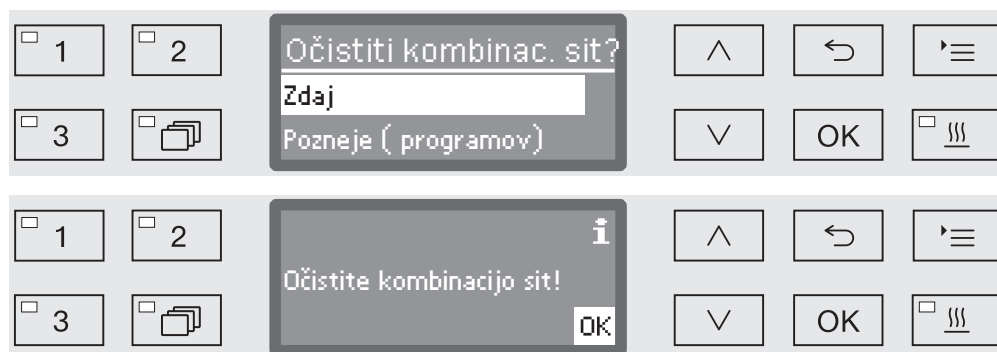 1
2
Očistiti kombinac. sit?
Zdaj
Pozneje ( programov)
3
OK
1
2
i
Očistite kombinacijo sit!
OK
3
OK